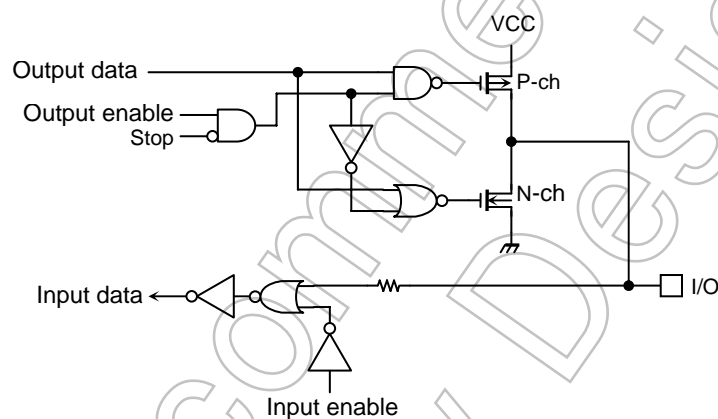 VCC
Output data
P-ch
Output enable
Stop
N-ch
Input data
I/O
Input enable